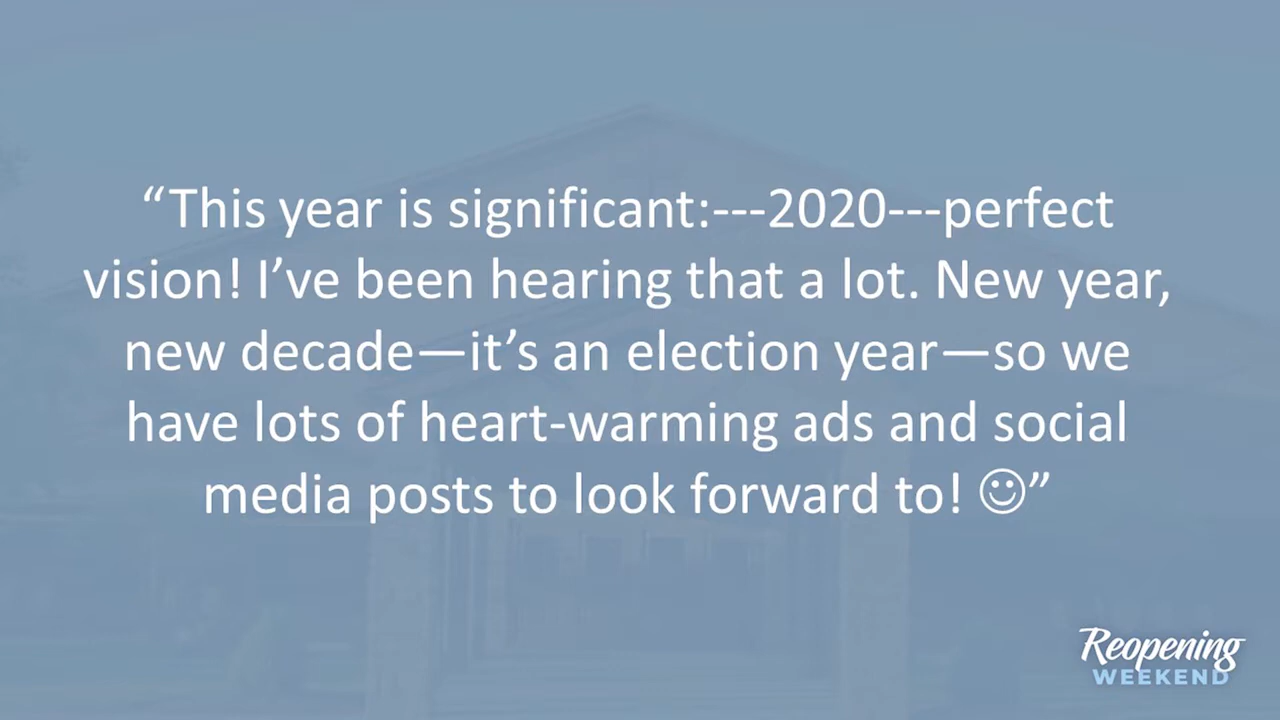 “This year is significant:---2020---perfect
vision! I’ve been hearing that a lot. New year,
new decade—it’s an election year—so we
have lots of heart-warming ads and social
media posts to look forward to! ☺”
Reopening
WEEKEND